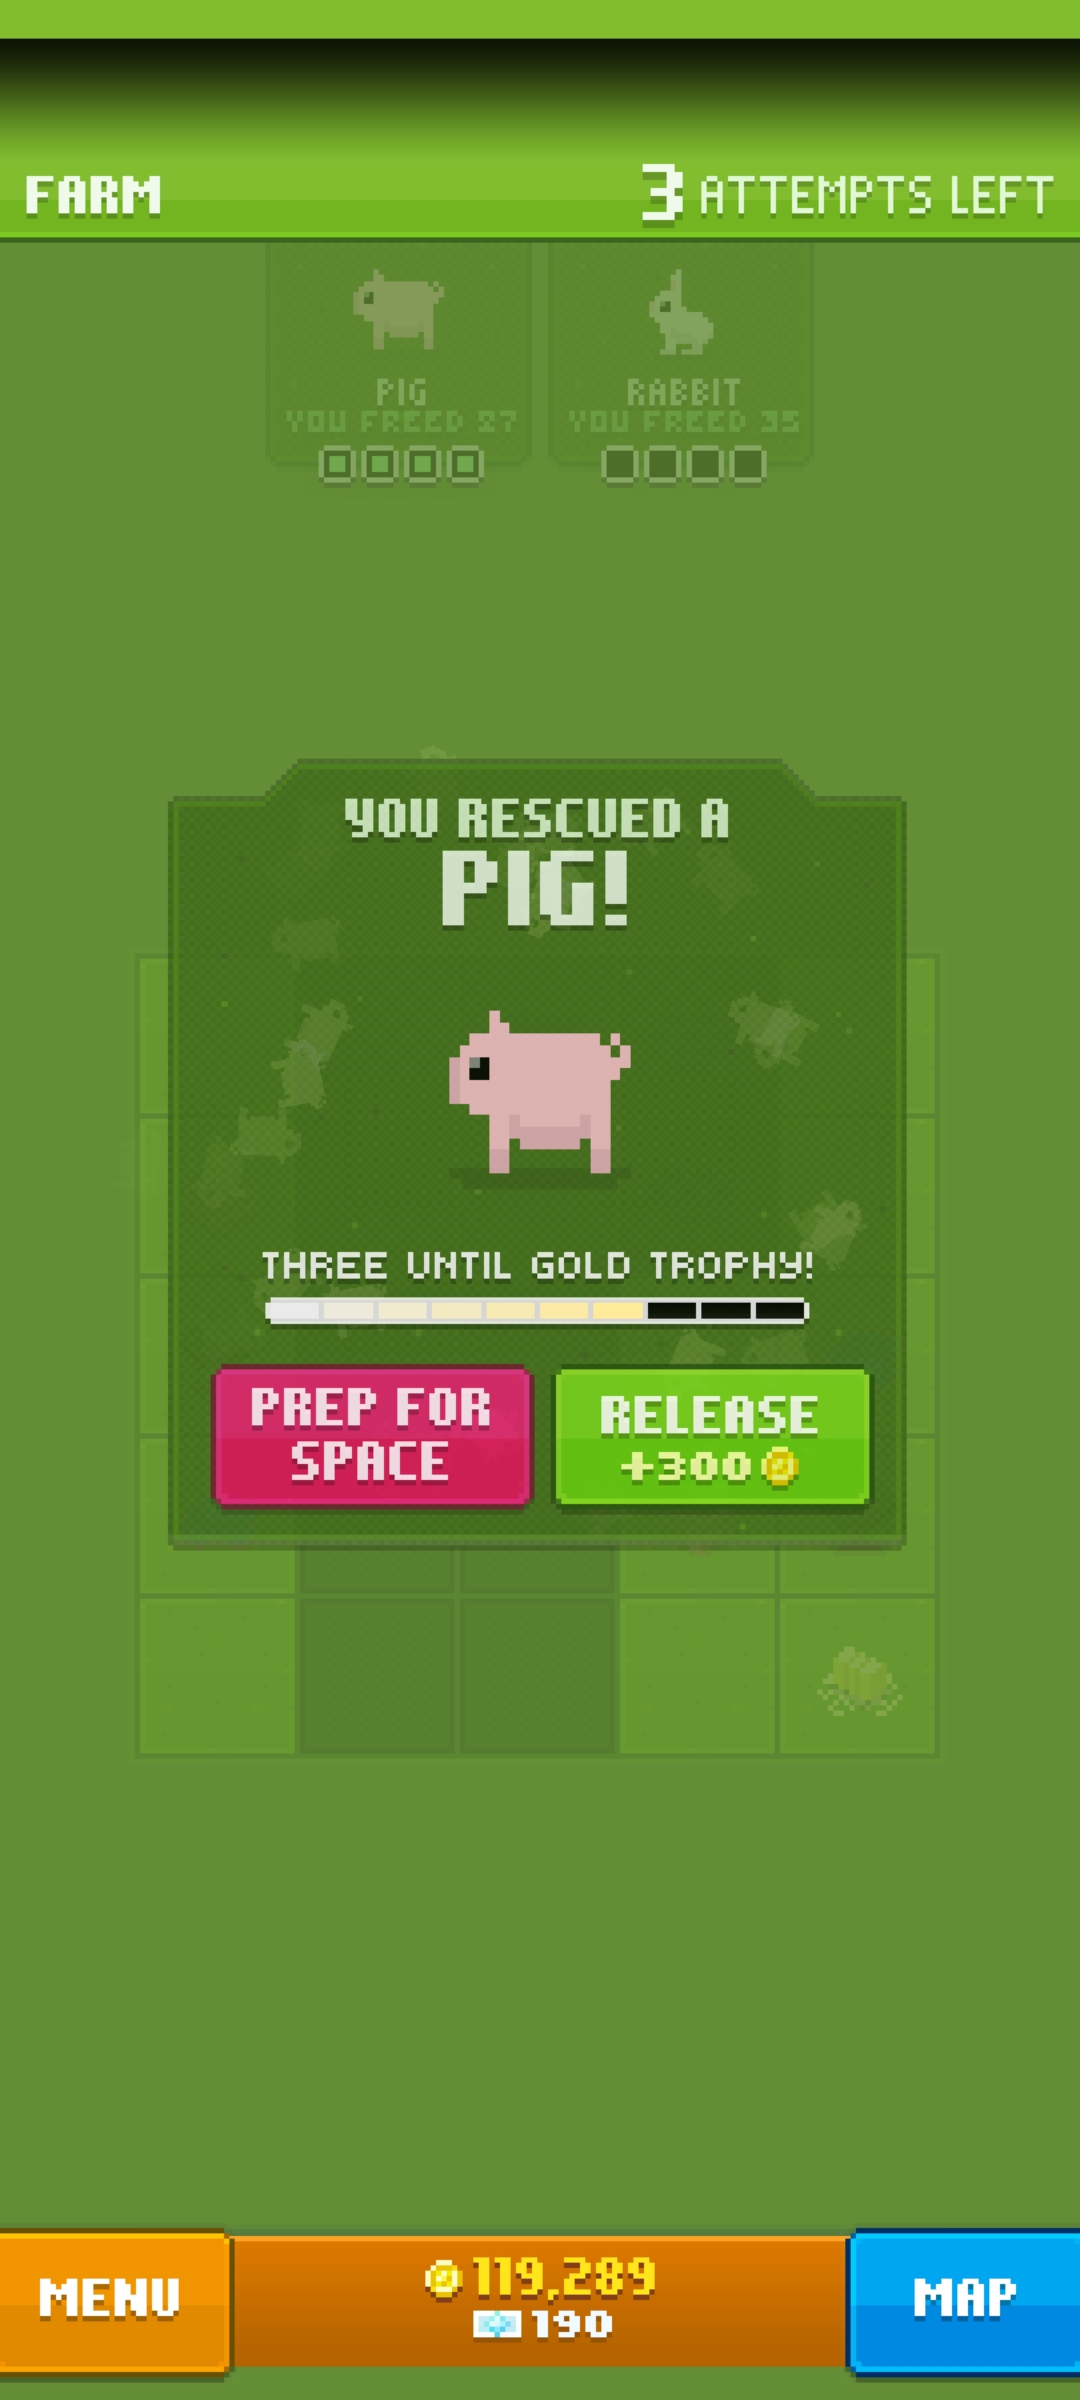 FARM
3 ATTEMPTS LEFT
PIG
YOU FREED 27
RABBIT
YOU FREED 35
YOU RESCUED A
PIG!
THREE UNTIL GOLD TROPHY!
PREP FOR
SPACE
RELEASE
+300
MENU
119,289
190
MAP